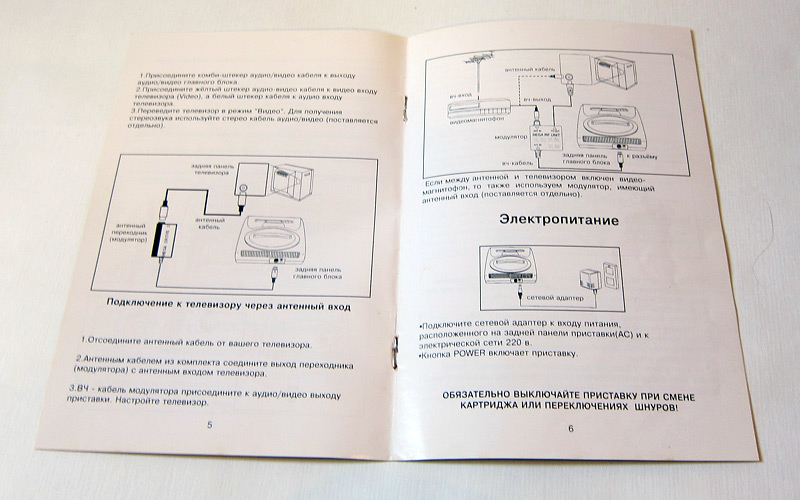 1.Присоедините комби-штекер аудио/видео кабеля к выходу
аудио/видео главного блока.
2.Присоедините жёлтый штекер аудио-видео кабеля к видео входу
телевизора (Video), а белый штекер кабеля к аудио входу
телевизора.
3.Переведите телевизор в режим "Видео". Для получения
стереозвука используйте стерео кабель аудио/видео (поставляется
отдельно).
задняя панель
телевизора
антенный
переходник
(модулятор)
антенный
кабель
задняя панель
главного блока
Подключение к телевизору через антенный вход
1.Отсоедините антенный кабель от вашего телевизора.
2.Антенным кабелем из комплекта соедините выход переходника
(модулятора) с антенным входом телевизора.
3.ВЧ - кабель модулятора присоедините к аудио/видео выходу
приставки. Настройте телевизор.
5
антенный кабель
вч-вход
вч-выход
видеомагнитофон
модулятор
SEGA RF UNIT
вч-кабель
задняя панель
главного блока
к разъёму
Если между антенной и телевизором включен видео-
магнитофон, то также используем модулятор, имеющий
антенный вход (поставляется отдельно).
Электропитание
сетевой адаптер
•Подключите сетевой адаптер к входу питания,
расположенного на задней панели приставки(АС) и к
электрической сети 220 в.
•Кнопка POWER включает приставку.
ОБЯЗАТЕЛЬНО ВЫКЛЮЧАЙТЕ ПРИСТАВКУ ПРИ СМЕНЕ
КАРТРИДЖА ИЛИ ПЕРЕКЛЮЧЕНИЯХ ШНУРОВ!
6